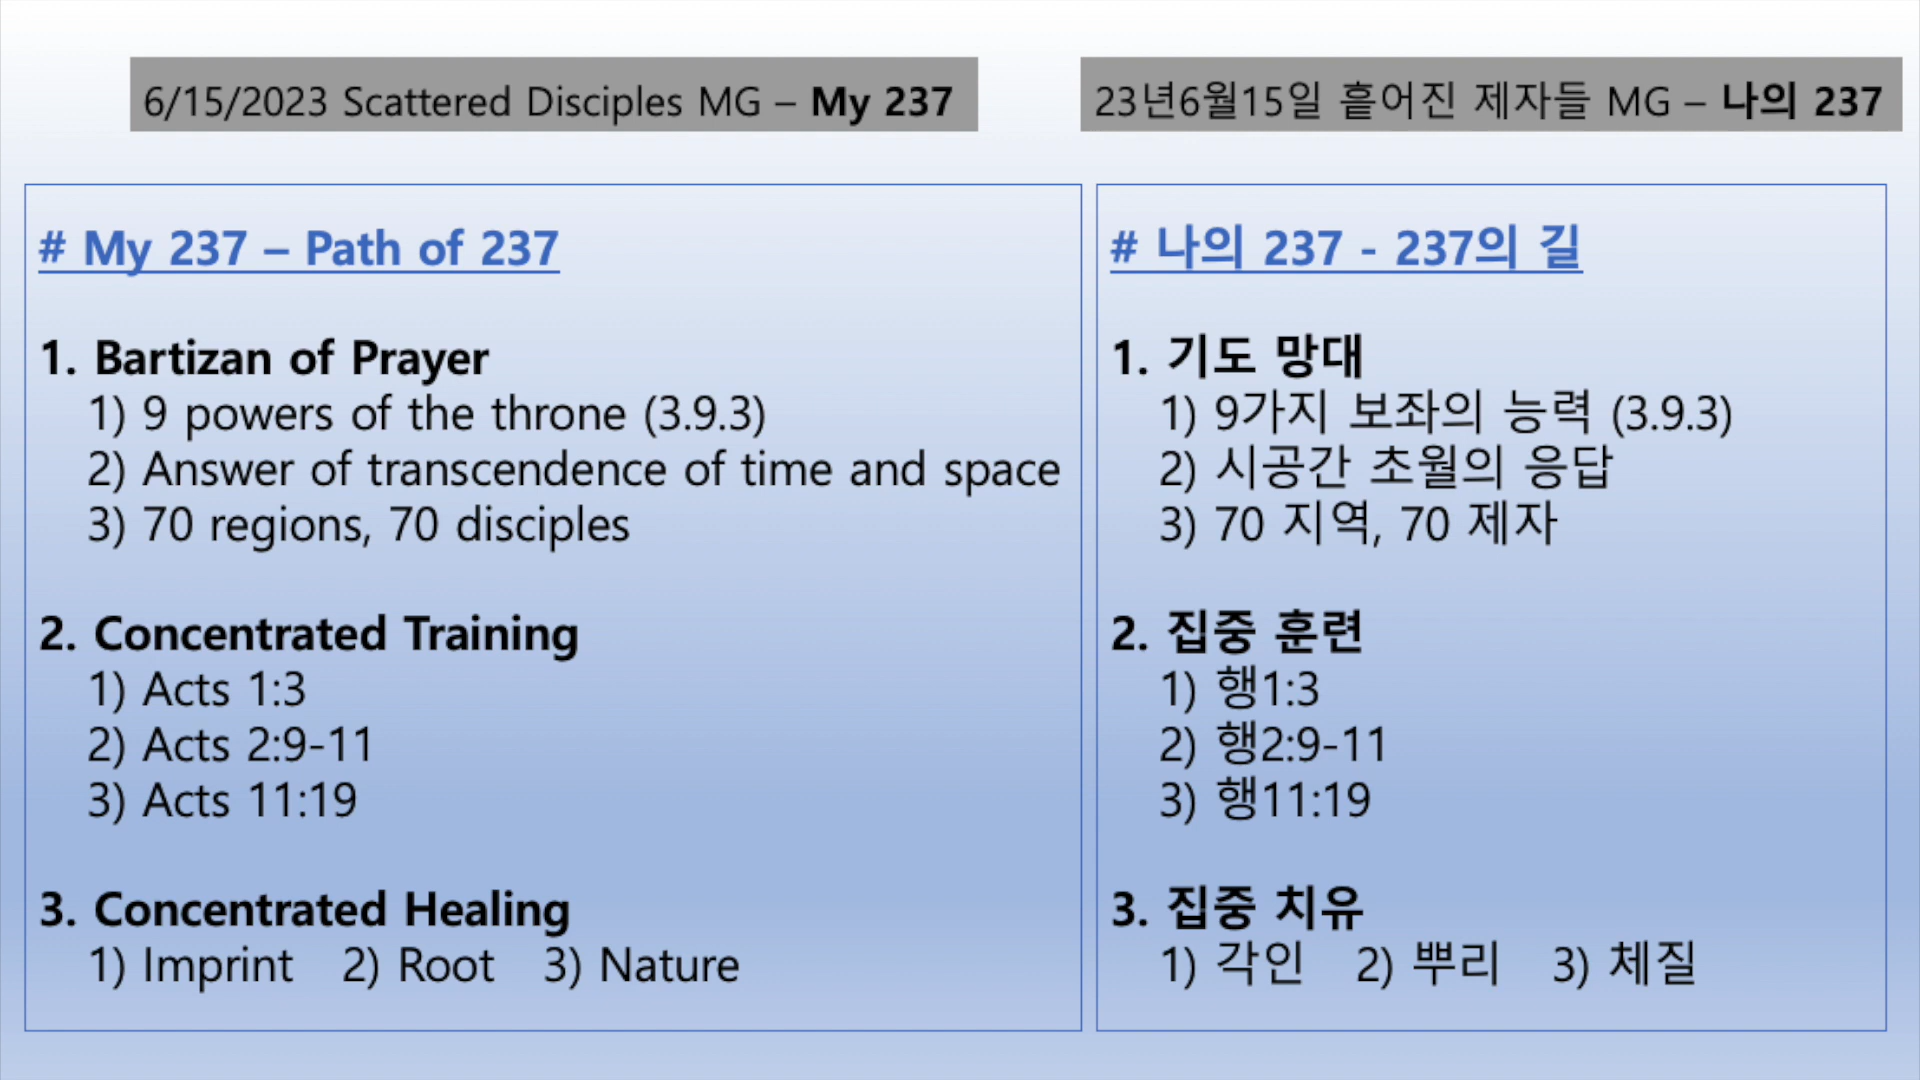 6/15/2023 Scattered Disciples MG – My 237
# My 237 – Path of 237
1. Bartizan of Prayer
1) 9 powers of the throne (3.9.3)
2) Answer of transcendence of time and space
3) 70 regions, 70 disciples
2. Concentrated Training
1) Acts 1:3
2) Acts 2:9-11
3) Acts 11:19
3. Concentrated Healing
1) Imprint 2) Root 3) Nature
23년6월15일 흩어진 제자들 MG – 나의 237
# 나의 237 - 237의 길
1. 기도 망대
1) 9가지 보좌의 능력 (3.9.3)
2) 시공간 초월의 응답
3) 70 지역, 70 제자
2. 집중 훈련
1) 행1:3
2) 행2:9-11
3) 행11:19
3. 집중 치유
1) 각인 2) 뿌리 3) 체질